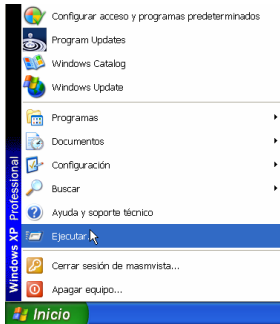 Configurar acceso y programas predeterminados
Program Updates
Windows Catalog
Windows Update
Programas
Documentos
Configuración
Buscar
Ayuda y soporte técnico
Ejecutar...
Cerrar sesión de masmvista...
Apagar equipo...
Windows XP Professional
Inicio